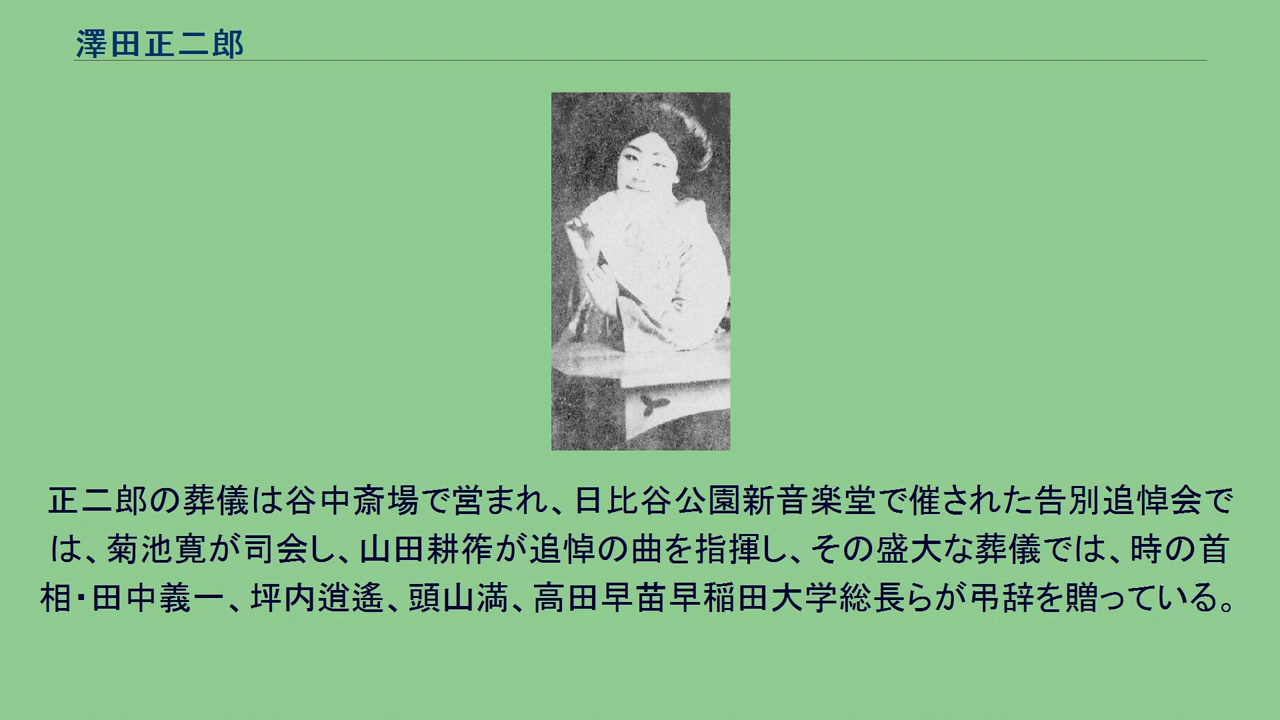 澤田正二郎
正二郎の葬儀は谷中斎場で営まれ、日比谷公園新音楽堂で催された告別追悼会で
は、菊池寛が司会し、山田耕筰が追悼の曲を指揮し、その盛大な葬儀では、時の首
相・田中義一、坪内逍遙、頭山満、高田早苗早稲田大学総長らが弔辞を贈っている。